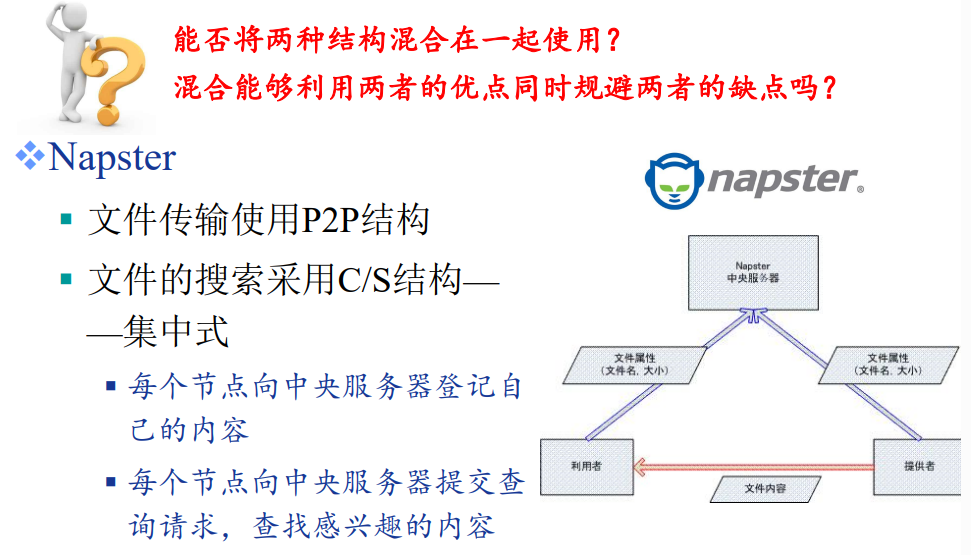 能否将两种结构混合在一起使用？
混合能够利用两者的优点同时规避两者的缺点吗？
Napster
napster®
文件传输使用P2P结构
文件的搜索采用C/S结构—
—集中式
每个节点向中央服务器登记自
己的内容
每个节点向中央服务器提交查
询请求，查找感兴趣的内容
Napster
中央服务器
文件属性
（文件名, 大小）
文件属性
（文件名, 大小）
利用者
提供者
文件内容